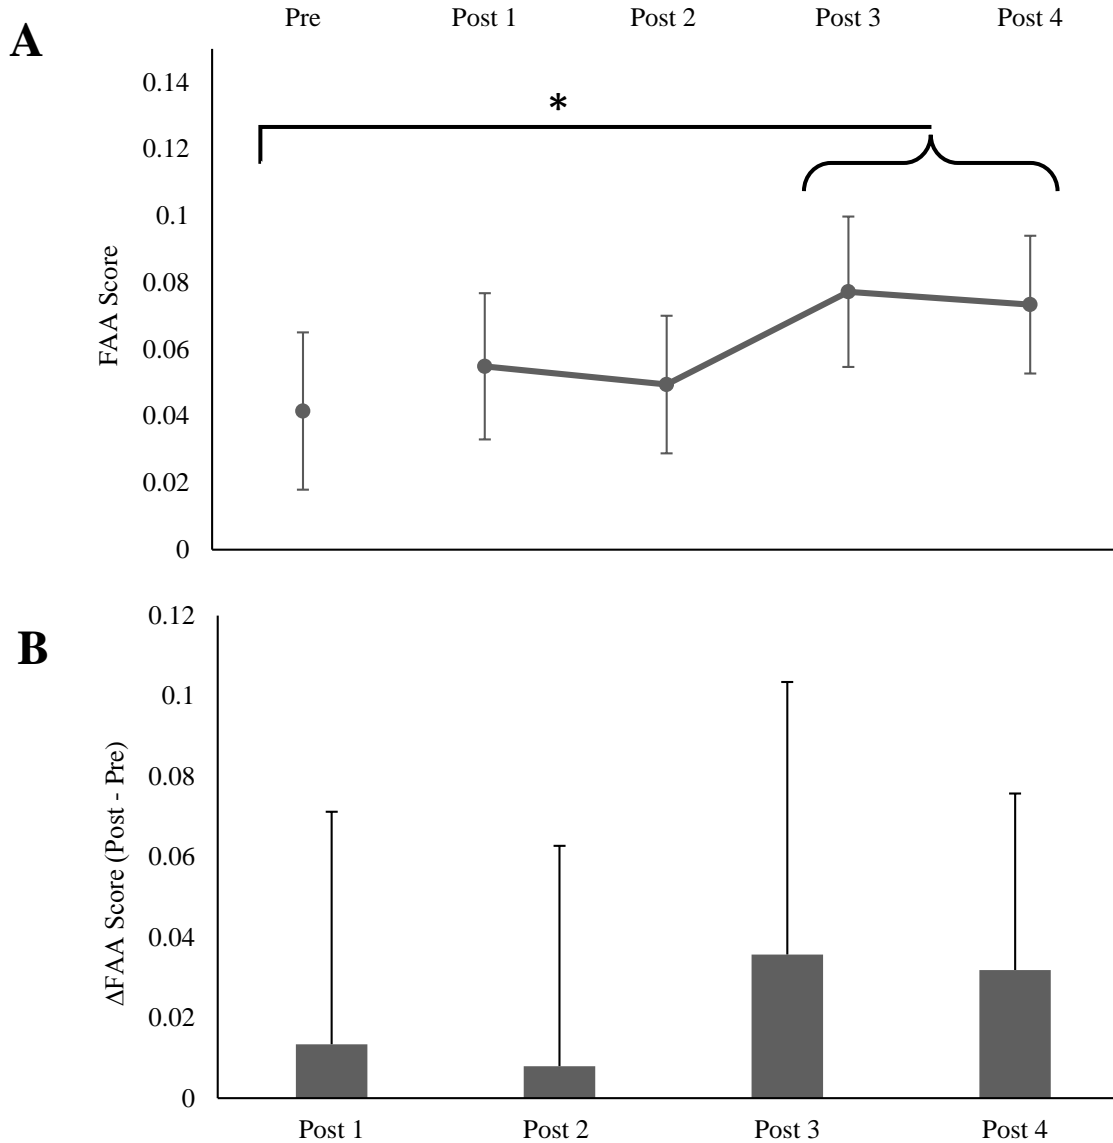 A
Pre Post 1 Post 2 Post 3 Post 4
0.14
*
0.12
0.1
0.08
0.06
0.04
0.02
0
FAA Score
B
0.12
0.1
0.08
0.06
0.04
0.02
0
ΔFAA Score (Post - Pre)
Post 1 Post 2 Post 3 Post 4